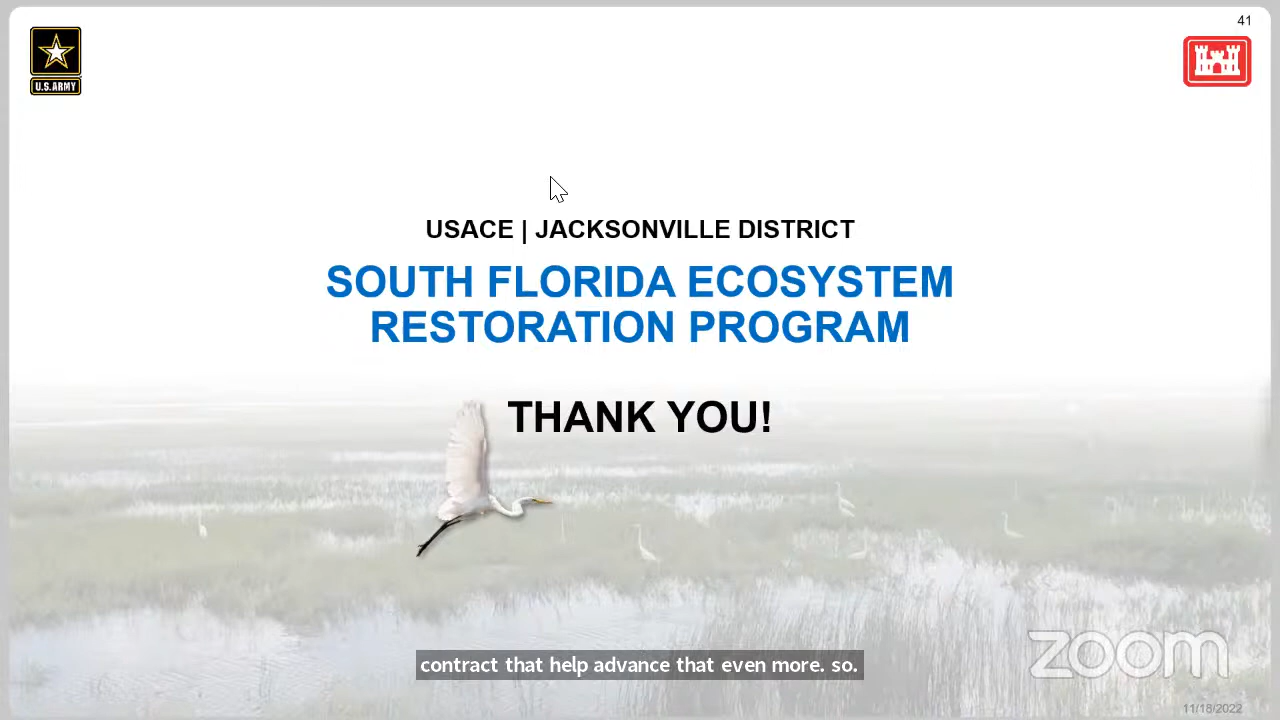 41
U.S.ARMY
USACE | JACKSONVILLE DISTRICT
SOUTH FLORIDA ECOSYSTEM
RESTORATION PROGRAM
THANK YOU!
contract that help advance that even more. so.
zoom
11/18/2022